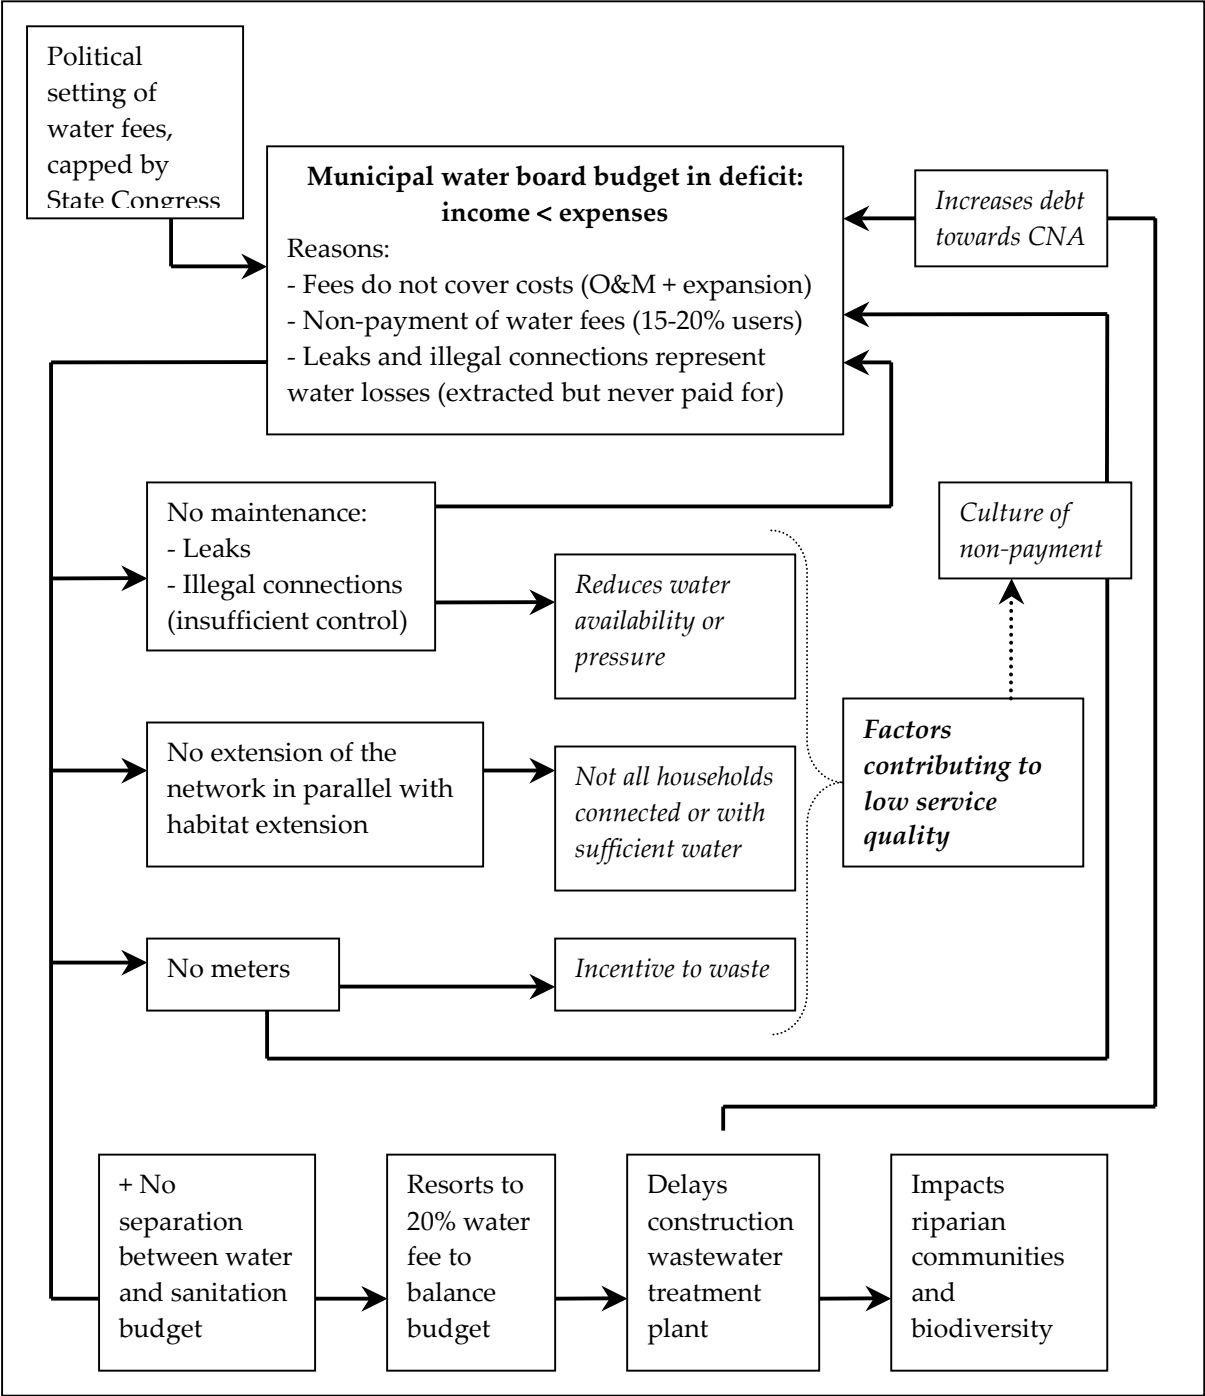 Political
setting of
water fees,
capped by
State Congress
Municipal water board budget in deficit:
income < expenses
Reasons:
- Fees do not cover costs (O&M + expansion)
- Non-payment of water fees (15-20% users)
- Leaks and illegal connections represent
water losses (extracted but never paid for)
Increases debt
towards CNA
No maintenance:
- Leaks
- Illegal connections
(insufficient control)
Culture of
non-payment
Reduces water
availability or
pressure
No extension of the
network in parallel with
habitat extension
Not all households
connected or with
sufficient water
Factors
contributing to
low service
quality
No meters
Incentive to waste
+ No
separation
between water
and sanitation
budget
Resorts to
20% water
fee to
balance
budget
Delays
construction
wastewater
treatment
plant
Impacts
riparian
communities
and
biodiversity